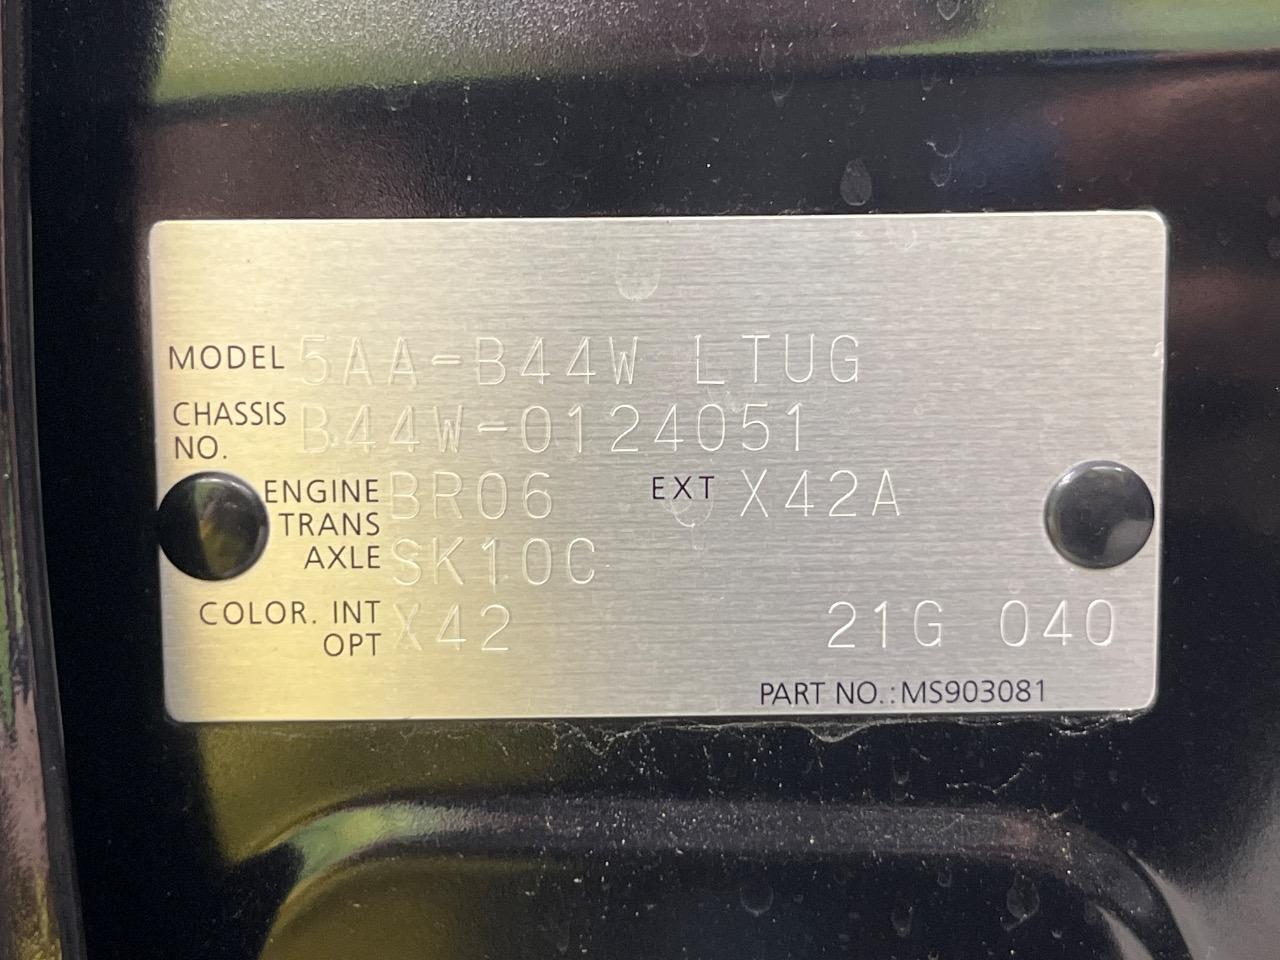 MODEL 5AA-B44W LTUG
CHASSIS NO. B44W-0124051
ENGINE BR06 EXT X42A
TRANS AXLE SK10C
COLOR. INT X42 21G 040
OPT
PART NO.:MS903081